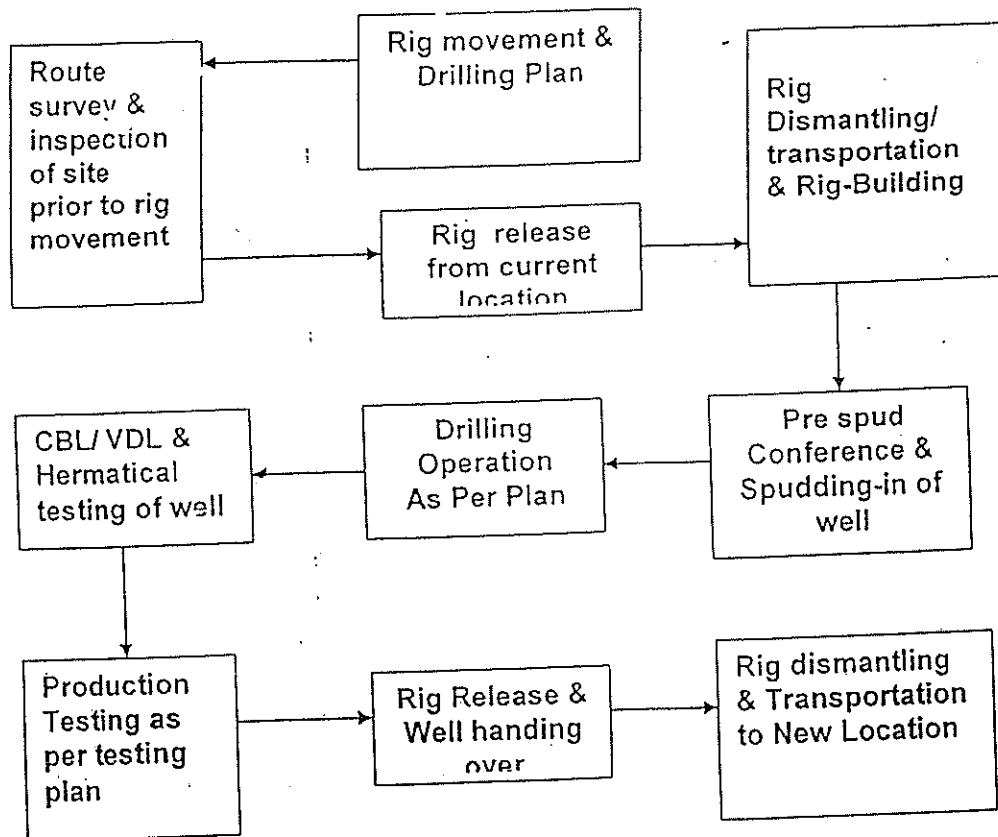 Rig movement &
Drilling Plan
Route
survey &
inspection
of site
prior to rig
movement
Rig release
from current
location
Rig
Dismantling/
transportation
& Rig-Building
Pre spud
Conference &
Spudding-in of
well
Drilling
Operation
As Per Plan
CBL/ VDL &
Hermatical
testing of well
Production
Testing as
per testing
plan
Rig Release &
Well handing
over
Rig dismantling
& Transportation
to New Location